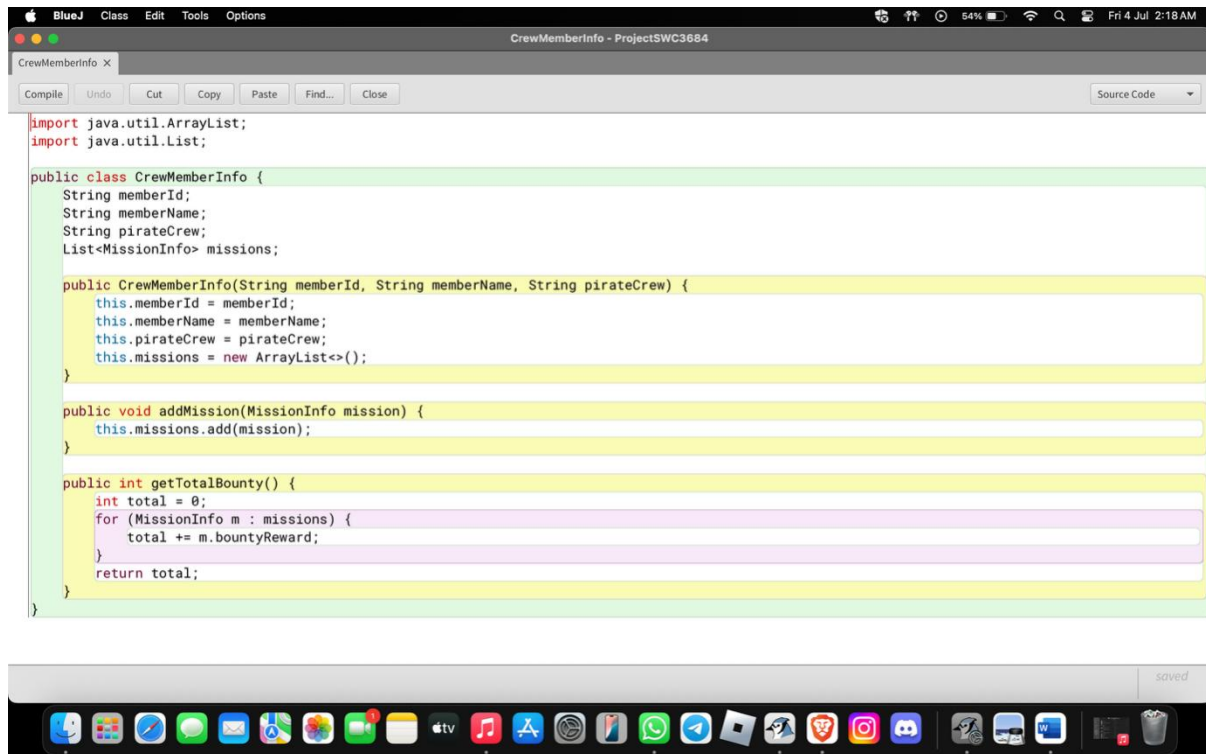 BlueJ Class Edit Tools Options 54% Fri 4 Jul 2:18 AM
CrewMemberInfo - ProjectSWC3684
CrewMemberInfo
Compile Undo Cut Copy Paste Find... Close Source Code
import java.util.ArrayList;
import java.util.List;
public class CrewMemberInfo {
String memberId;
String memberName;
String pirateCrew;
List<MissionInfo> missions;
public CrewMemberInfo(String memberId, String memberName, String pirateCrew) {
this.memberId = memberId;
this.memberName = memberName;
this.pirateCrew = pirateCrew;
this.missions = new ArrayList<>();
}
public void addMission(MissionInfo mission) {
this.missions.add(mission);
}
public int getTotalBounty() {
int total = 0;
for (MissionInfo m : missions) {
total += m.bountyReward;
}
return total;
}
}
saved
tv